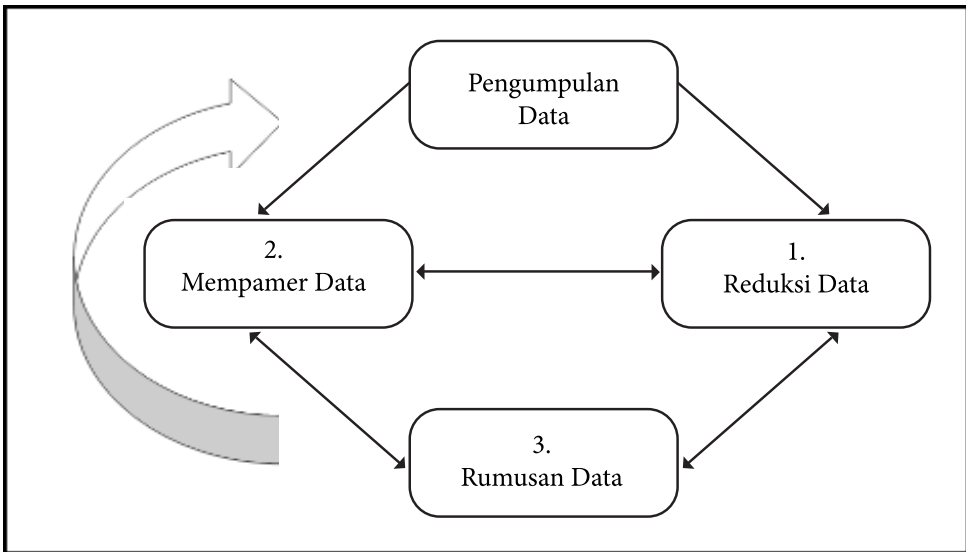 Pengumpulan
Data
2.
Mempamer Data
1.
Reduksi Data
3.
Rumusan Data